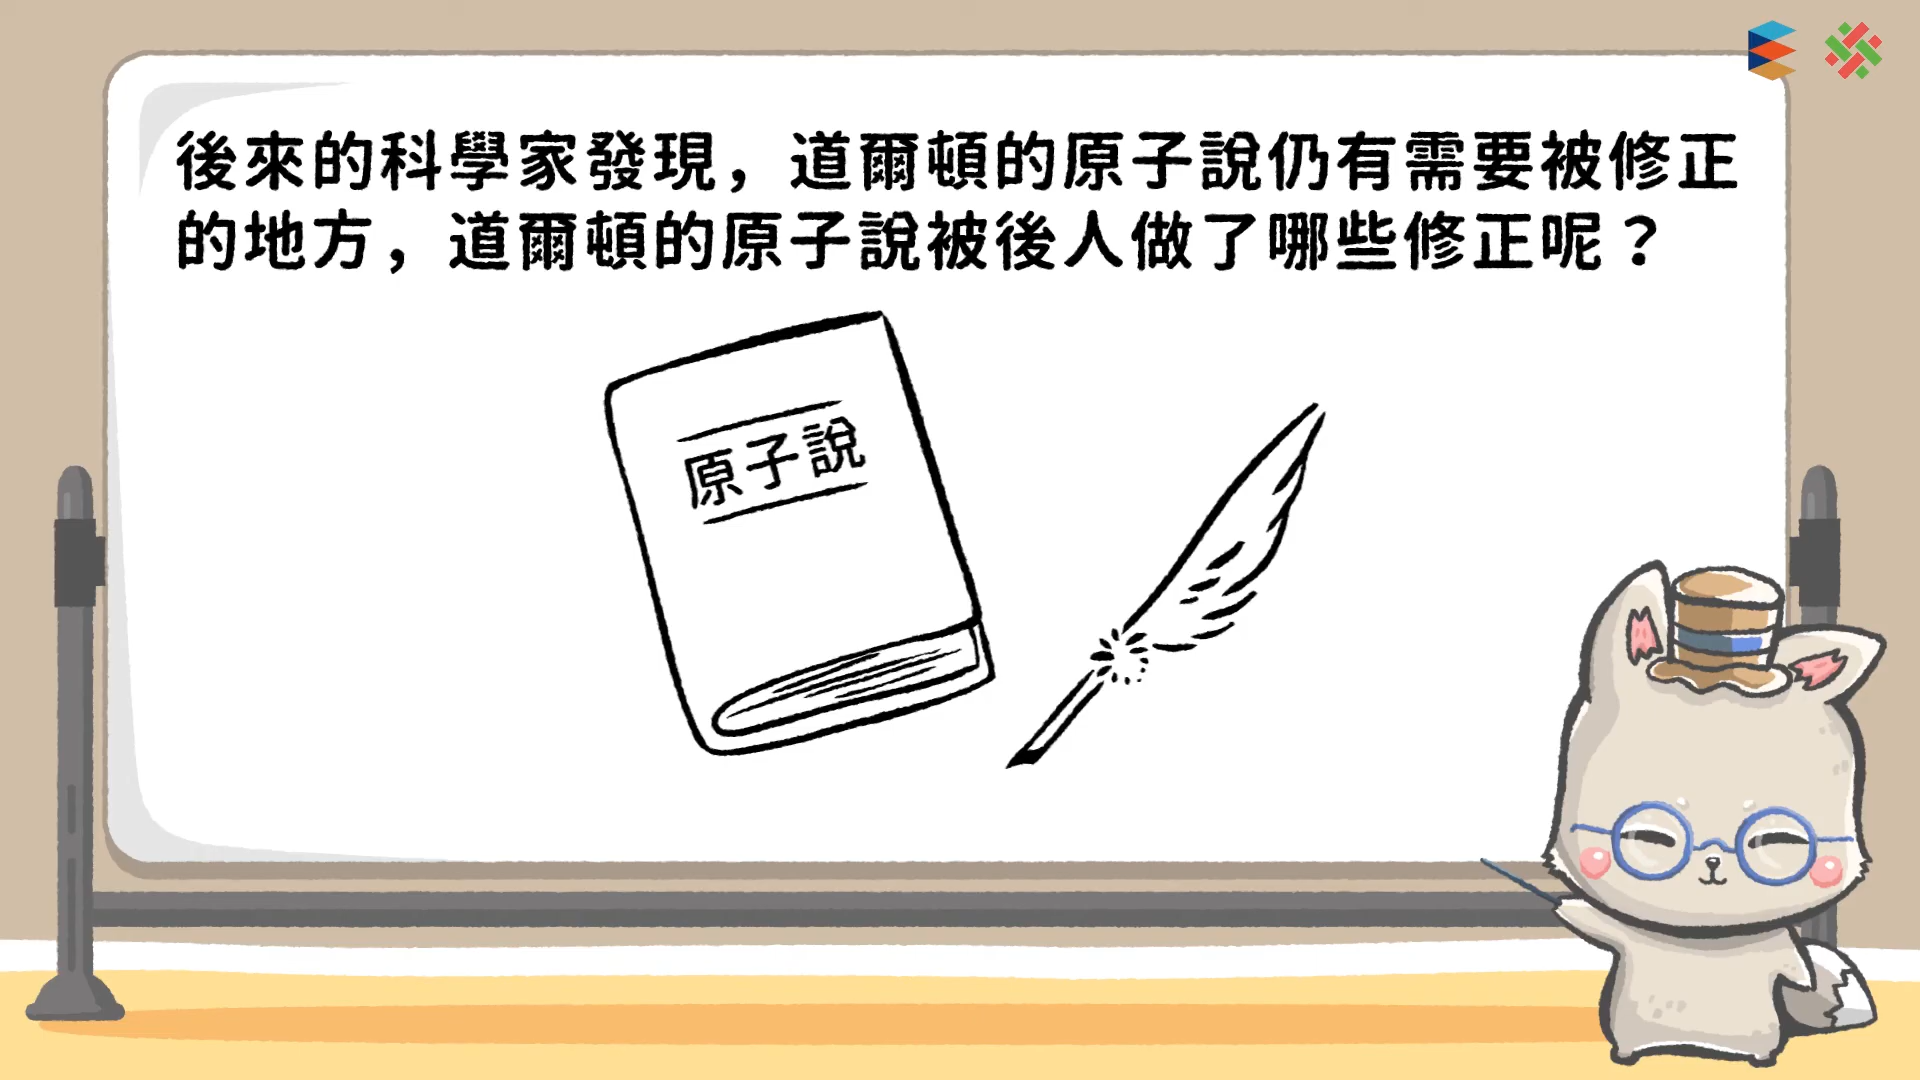 後來的科學家發現，道爾頓的原子說仍有需要被修正
的地方，道爾頓的原子說被後人做了哪些修正呢？
原子說